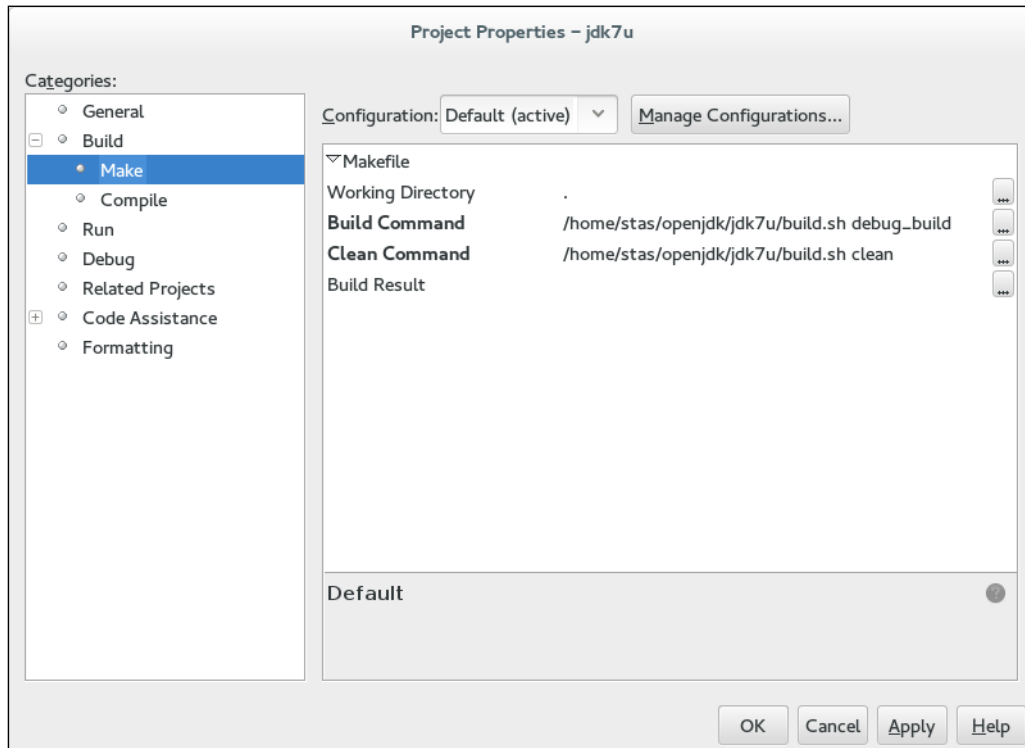 Project Properties – jdk7u
Categories:
General
Build
Make
Compile
Run
Debug
Related Projects
Code Assistance
Formatting
Configuration: Default (active) Manage Configurations...
Makefile
Working Directory .
Build Command /home/stas/openjdk/jdk7u/build.sh debug_build
Clean Command /home/stas/openjdk/jdk7u/build.sh clean
Build Result
Default
OK Cancel Apply Help